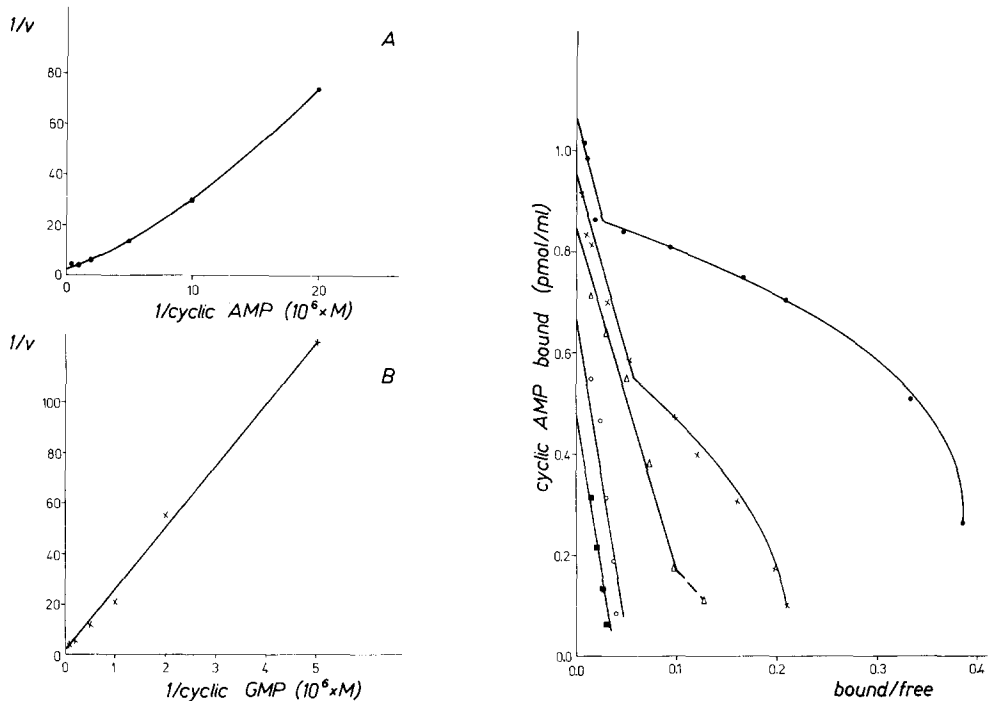 1/v
A
80
60
40
20
0
0 10 20
1/cyclic AMP (10⁶×M)
1/v
B
100
80
60
40
20
0
0 1 2 3 4 5
1/cyclic GMP (10⁶×M)
cyclic AMP bound (pmol/ml)
1.0
0.8
0.6
0.4
0.2
0.0
0.0 0.1 0.2 0.3 0.4
bound/free